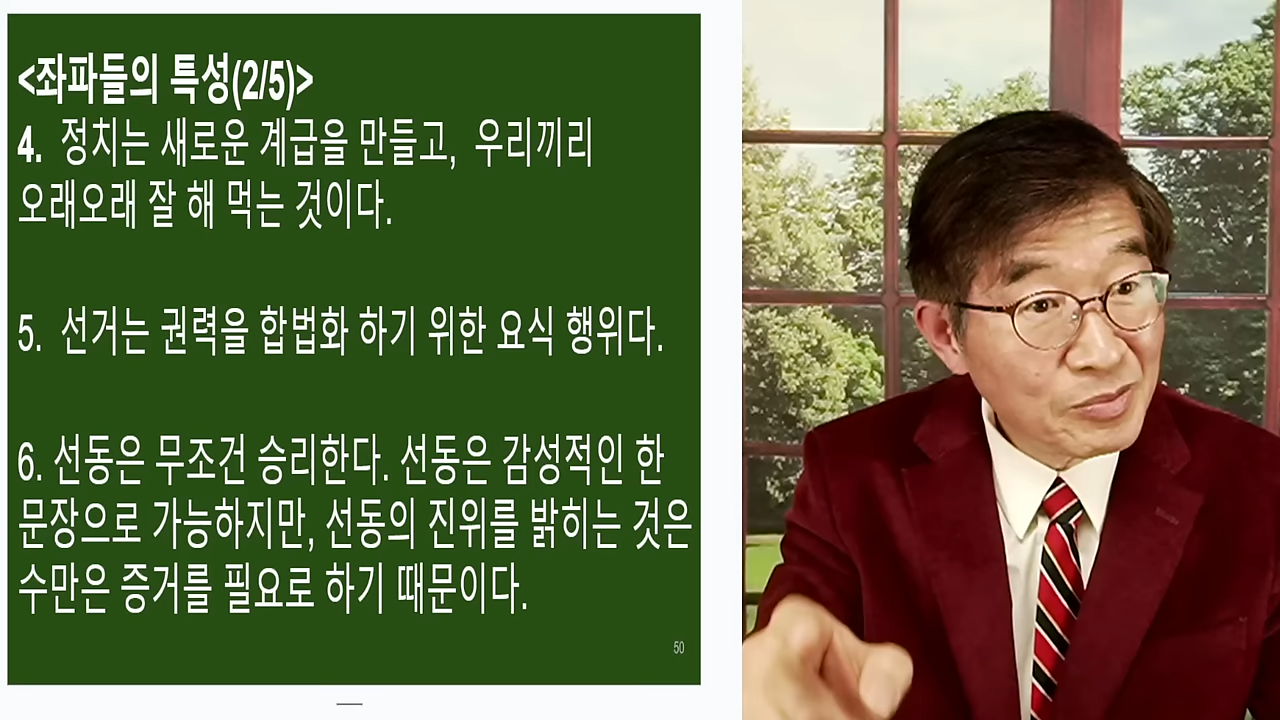 <좌파들의 특성(2/5)>
4. 정치는 새로운 계급을 만들고, 우리끼리
오래오래 잘 해 먹는 것이다.
5. 선거는 권력을 합법화 하기 위한 요식 행위다.
6. 선동은 무조건 승리한다. 선동은 감성적인 한
문장으로 가능하지만, 선동의 진위를 밝히는 것은
수만은 증거를 필요로 하기 때문이다.
50